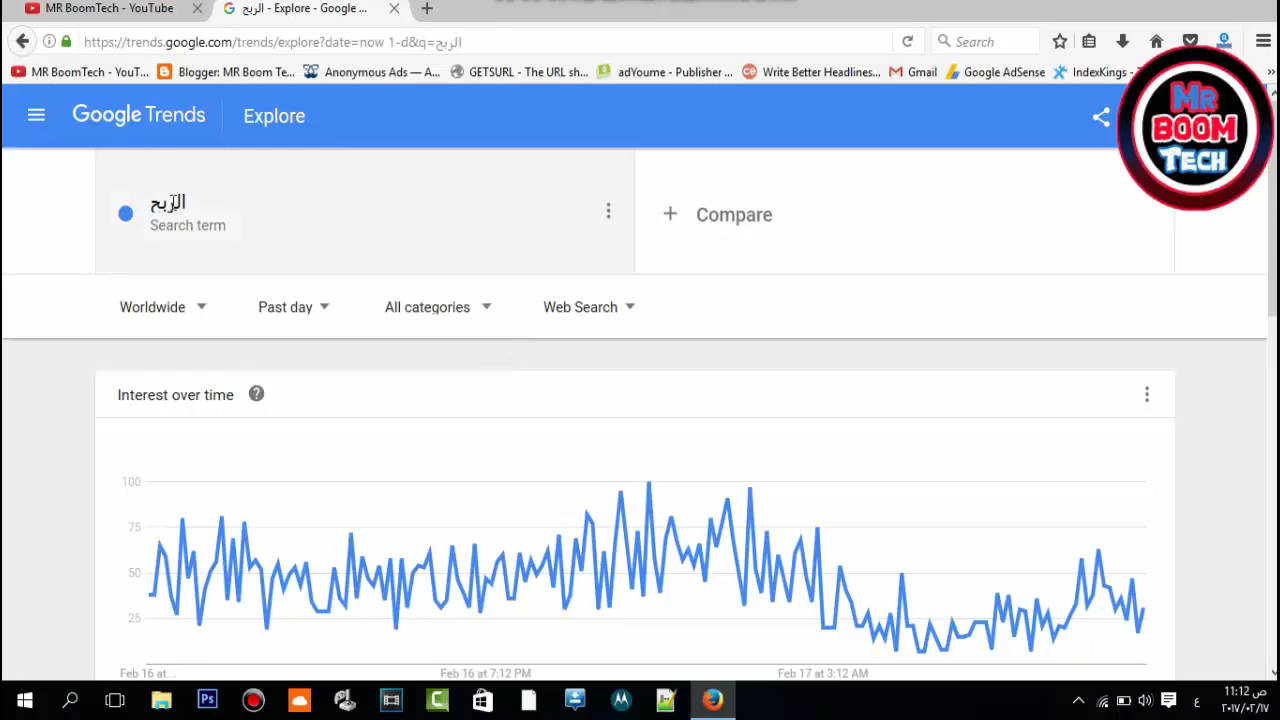 MR BoomTech - YouTube
الربح - Explore - Google ...
https://trends.google.com/trends/explore?date=now 1-d&q=الربح
Search
MR BoomTech - YouT...
Blogger: MR Boom Te...
Anonymous Ads — A...
GETSURL - The URL sh...
adYoume - Publisher ...
Write Better Headlines...
Gmail
Google AdSense
IndexKings - T
Google Trends
Explore
MR
BOOM
TECH
الربح
Search term
+ Compare
Worldwide
Past day
All categories
Web Search
Interest over time
100
75
50
25
Feb 16 at...
Feb 16 at 7:12 PM
Feb 17 at 3:12 AM
ع
11:12 ص
٢٠١٧/٠٢/١٧